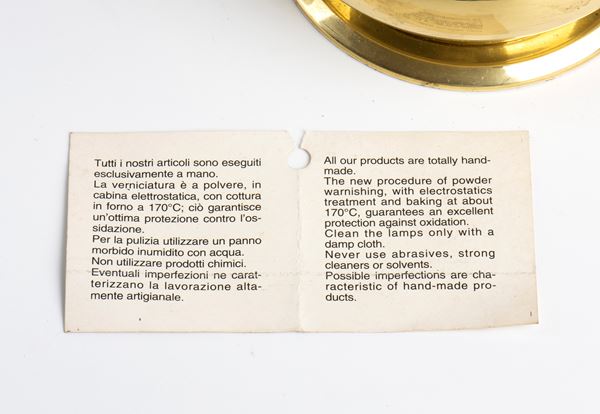 Tutti i nostri articoli sono eseguiti
esclusivamente a mano.
La verniciatura è a polvere, in
cabina elettrostatica, con cottura
in forno a 170°C; ciò garantisce
un'ottima protezione contro l'os-
sidazione.
Per la pulizia utilizzare un panno
morbido inumidito con acqua.
Non utilizzare prodotti chimici.
Eventuali imperfezioni ne carat-
terizzano la lavorazione alta-
mente artigianale.
All our products are totally hand-
made.
The new procedure of powder
warnishing, with electrostatics
treatment and baking at about
170°C, guarantees an excellent
protection against oxidation.
Clean the lamps only with a
damp cloth.
Never use abrasives, strong
cleaners or solvents.
Possible imperfections are cha-
racteristic of hand-made pro-
ducts.